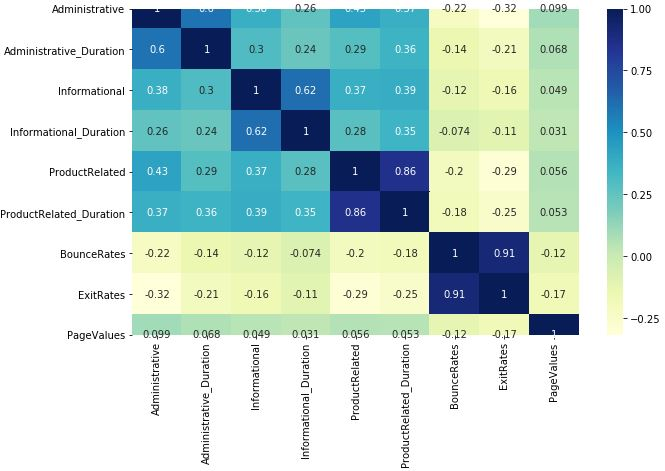 Administrative 1 0.6 0.38 0.26 0.43 0.37 -0.22 -0.32 0.099
Administrative_Duration 0.6 1 0.3 0.24 0.29 0.36 -0.14 -0.21 0.068
Informational 0.38 0.3 1 0.62 0.37 0.39 -0.12 -0.16 0.049
Informational_Duration 0.26 0.24 0.62 1 0.28 0.35 -0.074 -0.11 0.031
ProductRelated 0.43 0.29 0.37 0.28 1 0.86 -0.2 -0.29 0.056
ProductRelated_Duration 0.37 0.36 0.39 0.35 0.86 1 -0.18 -0.25 0.053
BounceRates -0.22 -0.14 -0.12 -0.074 -0.2 -0.18 1 0.91 -0.12
ExitRates -0.32 -0.21 -0.16 -0.11 -0.29 -0.25 0.91 1 -0.17
PageValues 0.099 0.068 0.049 0.031 0.056 0.053 -0.12 -0.17 1
Administrative
Administrative_Duration
Informational
Informational_Duration
ProductRelated
ProductRelated_Duration
BounceRates
ExitRates
PageValues
1.00
0.75
0.50
0.25
0.00
-0.25